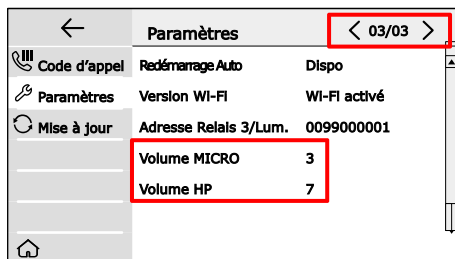 Paramètres
03/03
Code d'appel
Redémarrage Auto Dispo
Paramètres
Version Wi-Fi Wi-Fi activé
Mise à jour
Adresse Relais 3/Lum. 0099000001
Volume MICRO 3
Volume HP 7